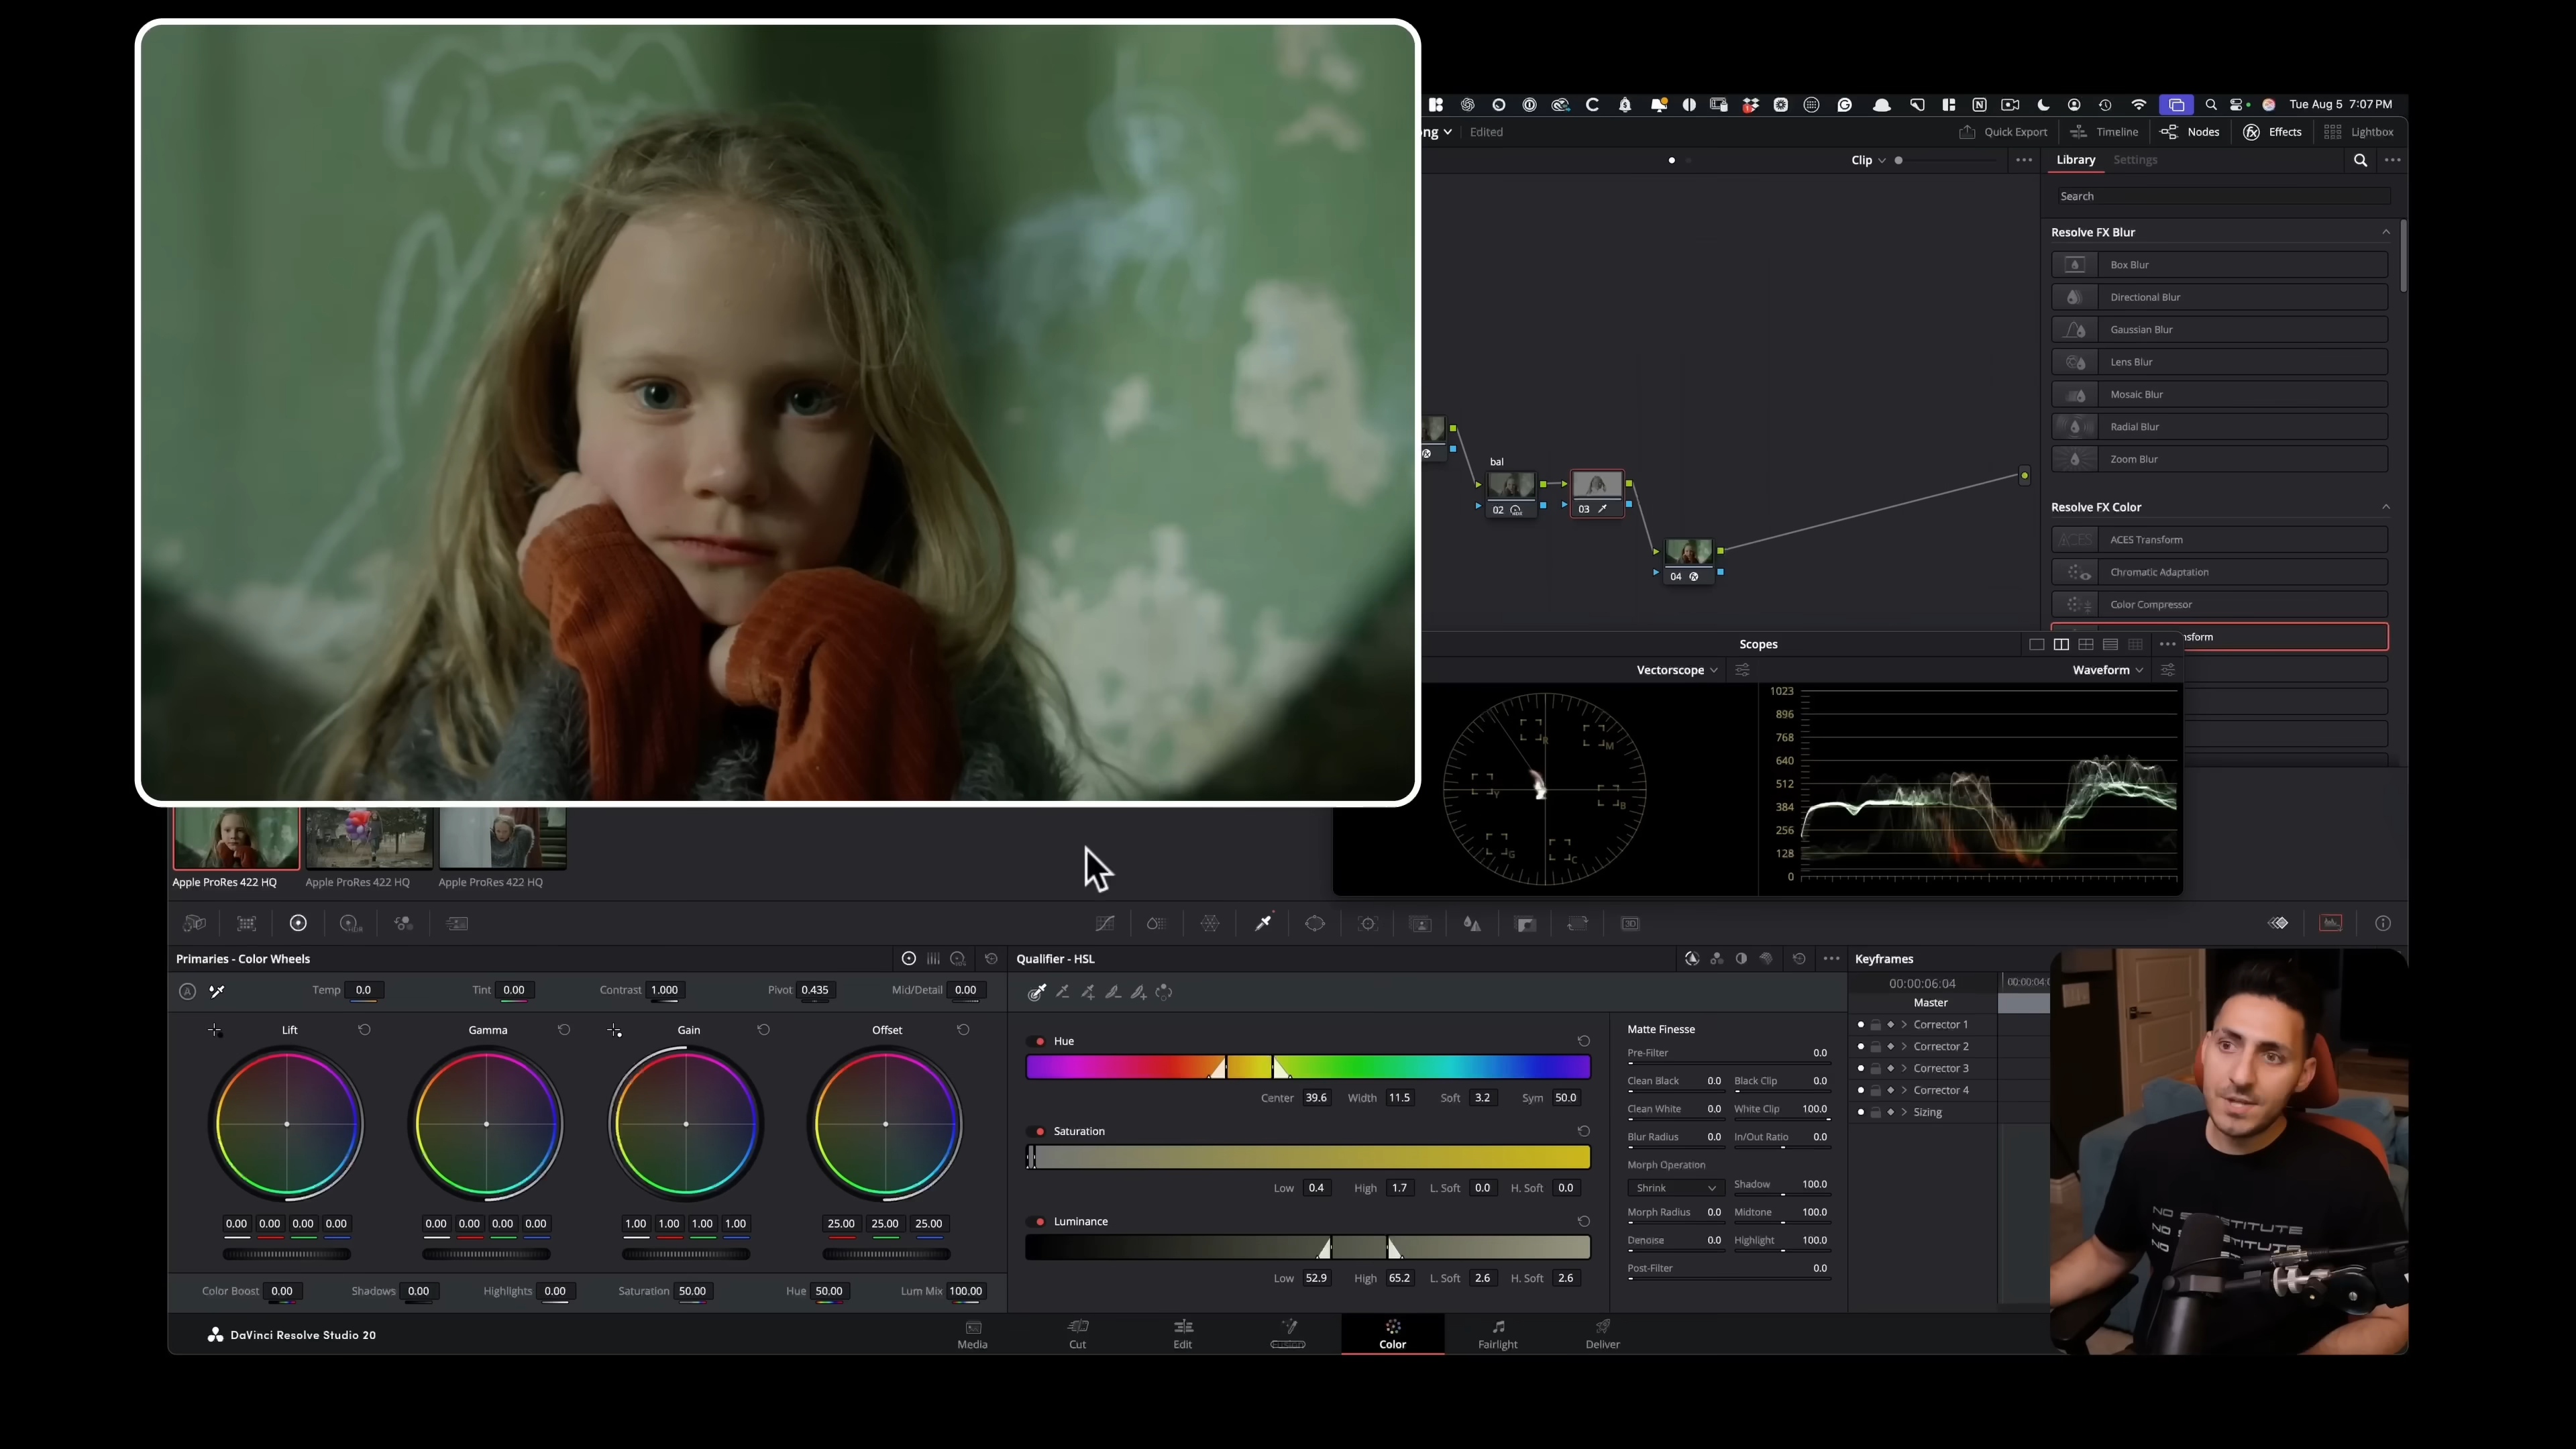 Tue Aug 5 7:07 PM
ng Edited
Quick Export Timeline Nodes Effects Lightbox
Clip
Library Settings
Search
Resolve FX Blur
Box Blur
Directional Blur
Gaussian Blur
Lens Blur
Mosaic Blur
Radial Blur
Zoom Blur
Resolve FX Color
ACES Transform
Chromatic Adaptation
Color Compressor
sform
bal
02
03
04
Scopes
Vectorscope
Waveform
R
M
Y
B
G
C
1023
896
768
640
512
384
256
128
0
Apple ProRes 422 HQ Apple ProRes 422 HQ Apple ProRes 422 HQ
Primaries - Color Wheels
Temp 0.0 Tint 0.00 Contrast 1.000 Pivot 0.435 Mid/Detail 0.00
Lift Gamma Gain Offset
0.00 0.00 0.00 0.00 0.00 0.00 0.00 0.00 1.00 1.00 1.00 1.00 25.00 25.00 25.00
Color Boost 0.00 Shadows 0.00 Highlights 0.00 Saturation 50.00 Hue 50.00 Lum Mix 100.00
Qualifier - HSL
Hue
Center 39.6 Width 11.5 Soft 3.2 Sym 50.0
Saturation
Low 0.4 High 1.7 L. Soft 0.0 H. Soft 0.0
Luminance
Low 52.9 High 65.2 L. Soft 2.6 H. Soft 2.6
Matte Finesse
Pre-Filter 0.0
Clean Black 0.0 Black Clip 0.0
Clean White 0.0 White Clip 100.0
Blur Radius 0.0 In/Out Ratio 0.0
Morph Operation
Shrink Shadow 100.0
Morph Radius 0.0 Midtone 100.0
Denoise 0.0 Highlight 100.0
Post-Filter 0.0
Keyframes
00:00:06:04 00:00:04:0
Master
Corrector 1
Corrector 2
Corrector 3
Corrector 4
Sizing
DaVinci Resolve Studio 20
Media Cut Edit Fusion Color Fairlight Deliver